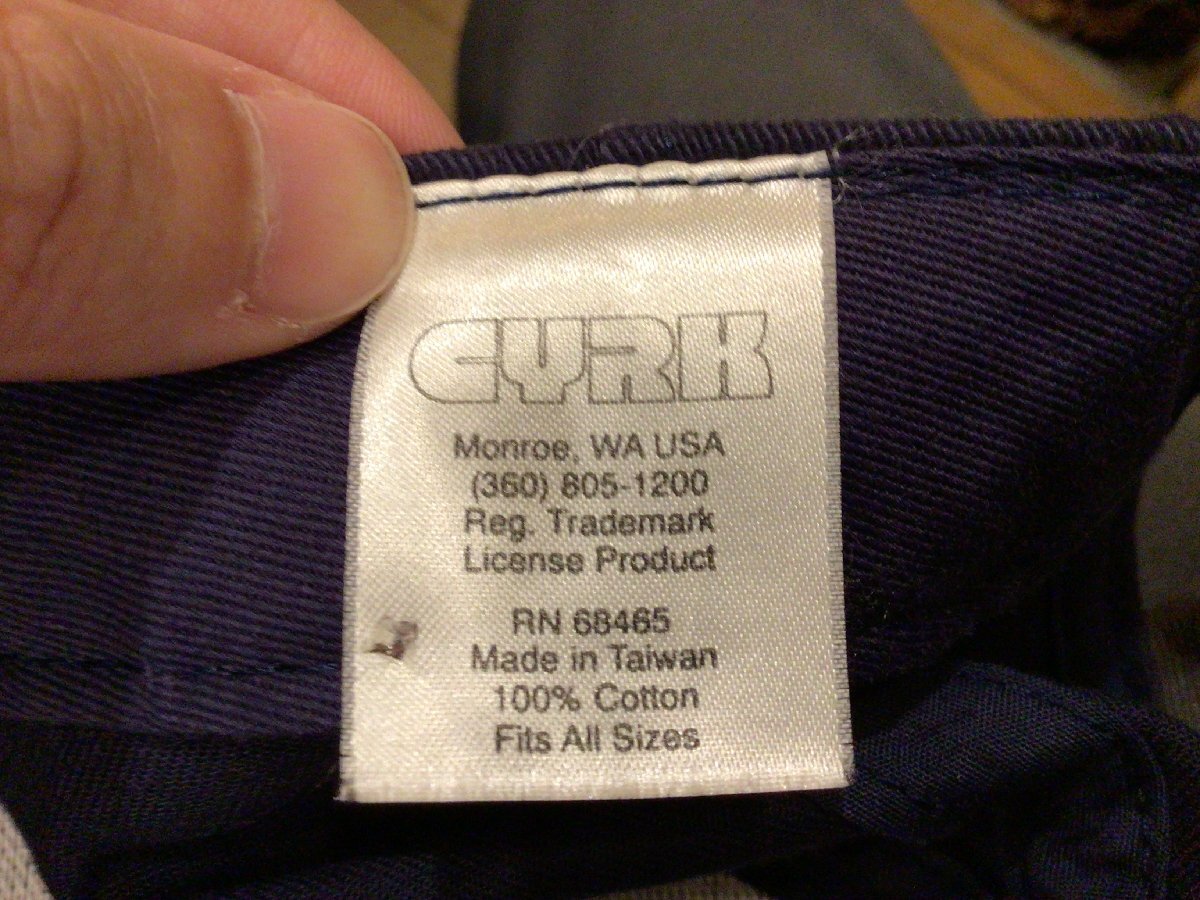 CYRK
Monroe, WA USA
(360) 805-1200
Reg. Trademark
License Product
RN 68465
Made in Taiwan
100% Cotton
Fits All Sizes